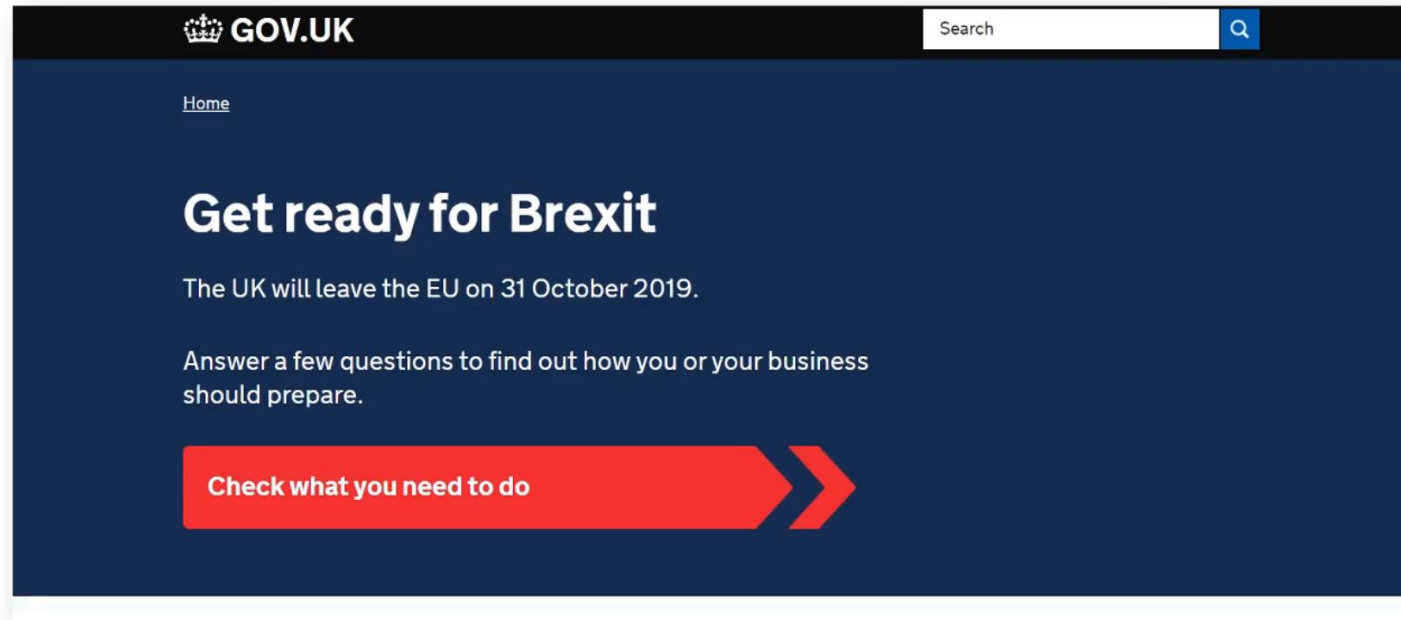 GOV.UK
Search
Home
Get ready for Brexit
The UK will leave the EU on 31 October 2019.
Answer a few questions to find out how you or your business
should prepare.
Check what you need to do